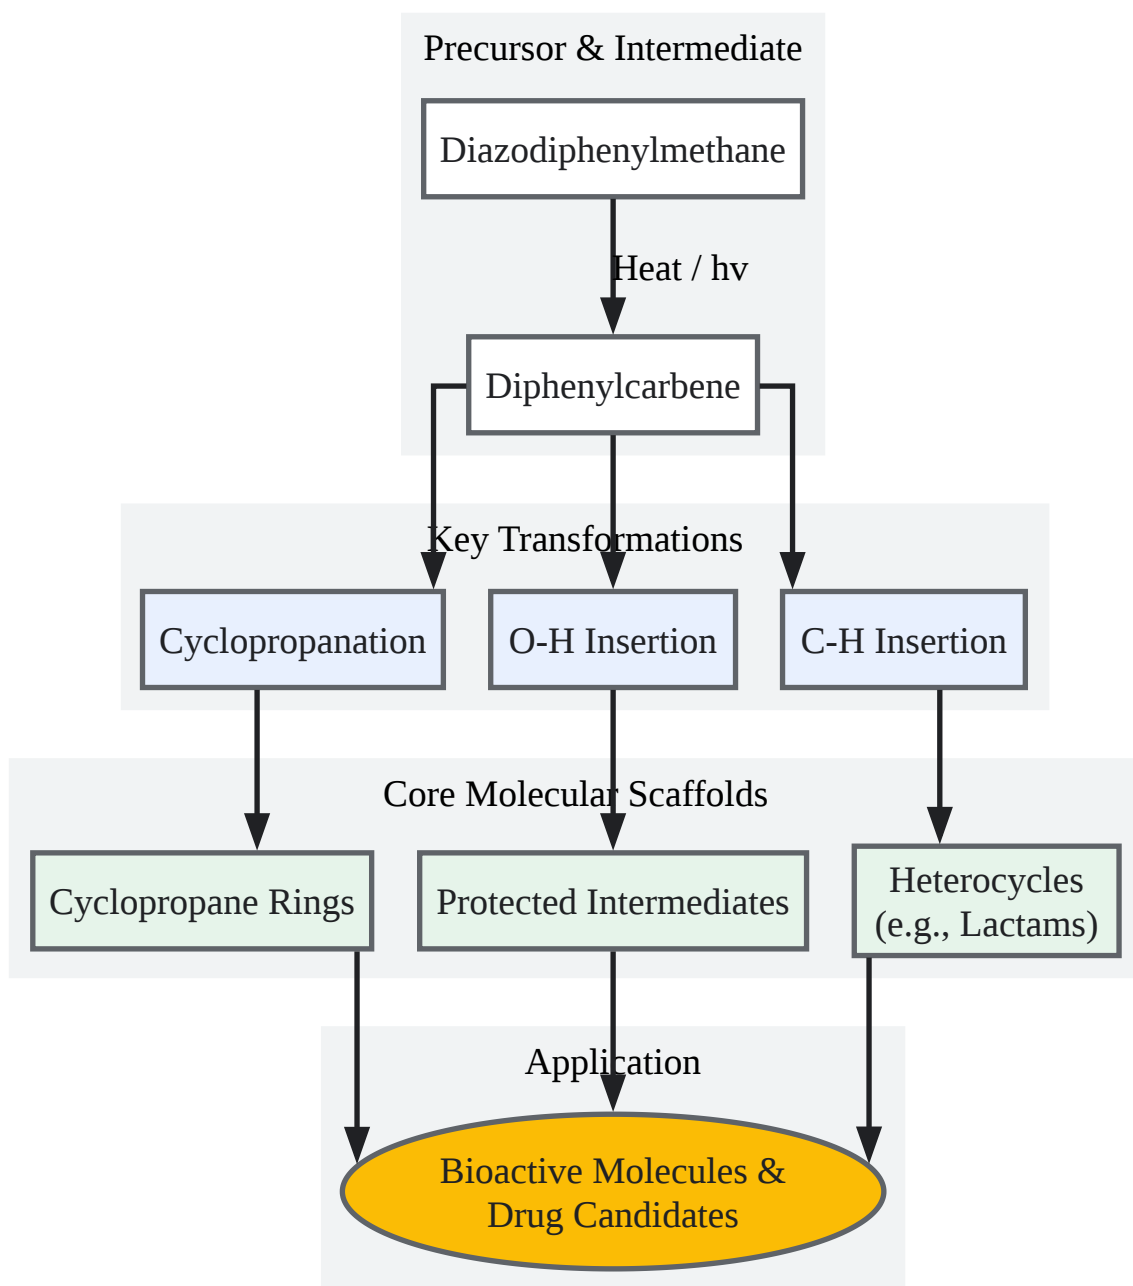 Precursor & Intermediate
Diazodiphenylmethane
Heat / hv
Diphenylcarbene
Key Transformations
Cyclopropanation
O-H Insertion
C-H Insertion
Core Molecular Scaffolds
Cyclopropane Rings
Protected Intermediates
Heterocycles
(e.g., Lactams)
Application
Bioactive Molecules &
Drug Candidates